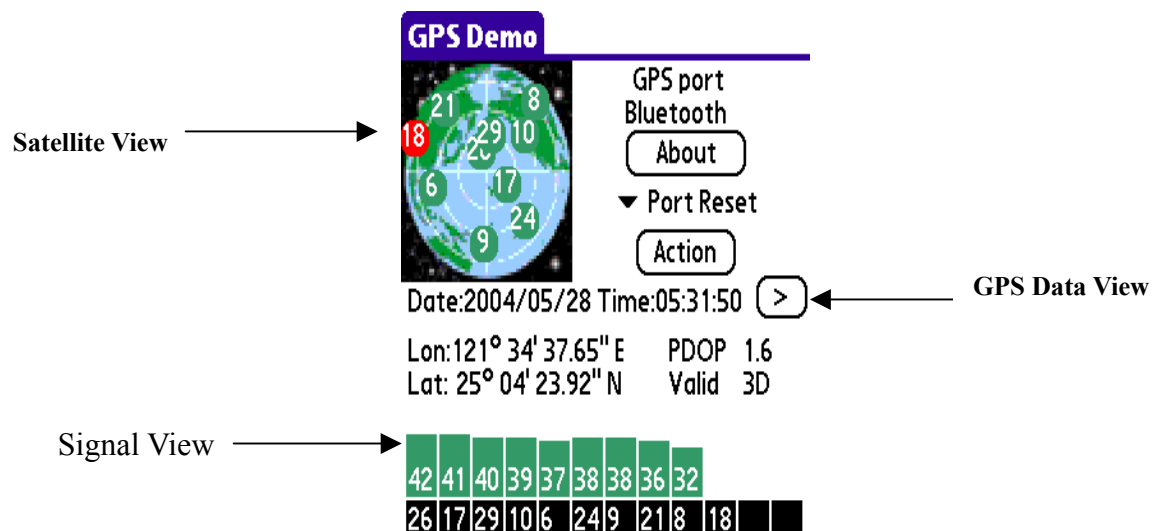 GPS Demo
Satellite View
21
8
18
29
10
26
6
17
24
9
GPS port
Bluetooth
About
Port Reset
Action
Date:2004/05/28 Time:05:31:50 >
GPS Data View
Lon:121° 34' 37.65" E PDOP 1.6
Lat: 25° 04' 23.92" N Valid 3D
Signal View
42 41 40 39 37 38 38 36 32
26 17 29 10 6 24 9 21 8 18